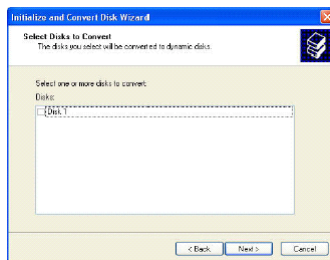 Initialize and Convert Disk Wizard
Select Disks to Convert
The disks you select will be converted to dynamic disks.
Select one or more disks to convert.
Disks:
Disk 1
< Back
Next >
Cancel